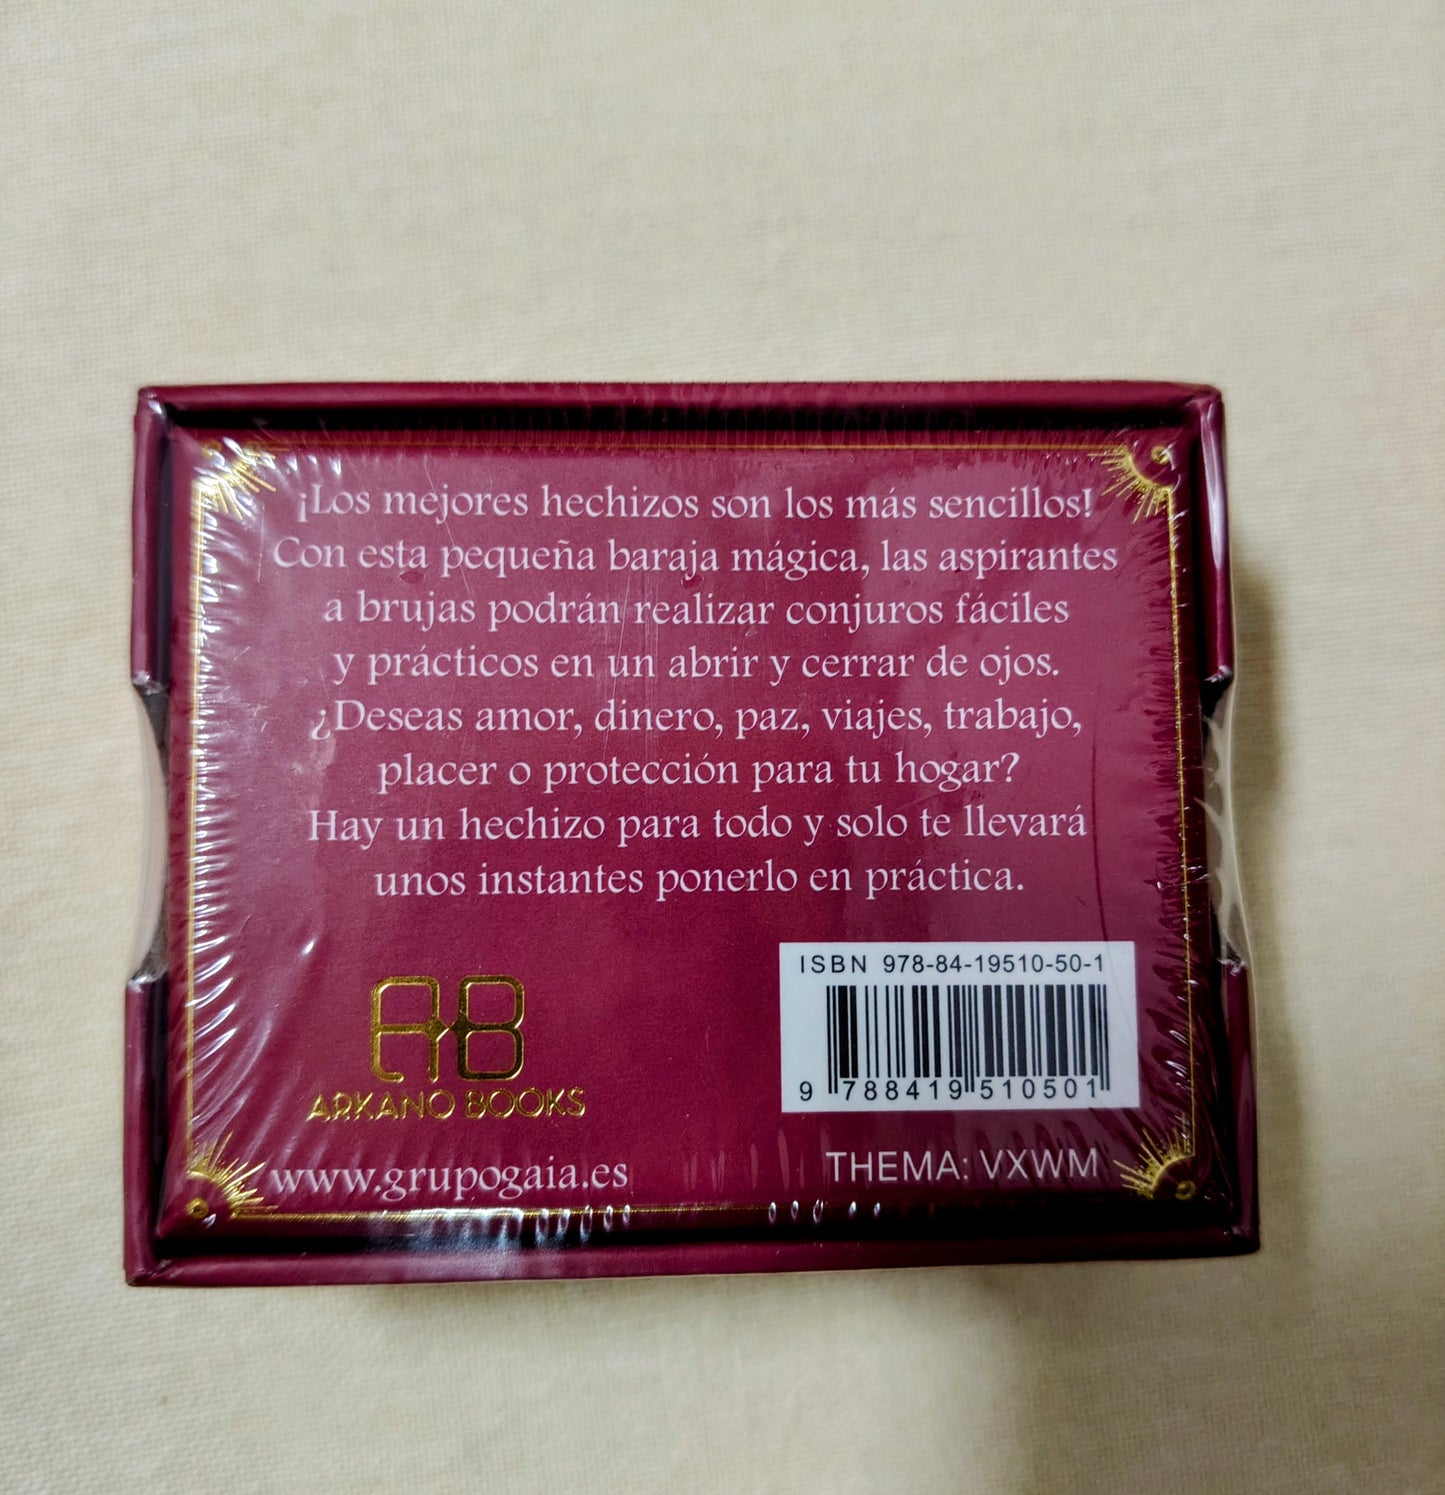 ¡Los mejores hechizos son los más sencillos!
Con esta pequeña baraja mágica, las aspirantes
a brujas podrán realizar conjuros fáciles
y prácticos en un abrir y cerrar de ojos.
¿Deseas amor, dinero, paz, viajes, trabajo,
placer o protección para tu hogar?
Hay un hechizo para todo y solo te llevará
unos instantes ponerlo en práctica.
ISBN 978-84-19510-50-1
9 788419 510501
AB
ARKANO BOOKS
www.grupogaia.es
THEMA: VXWM